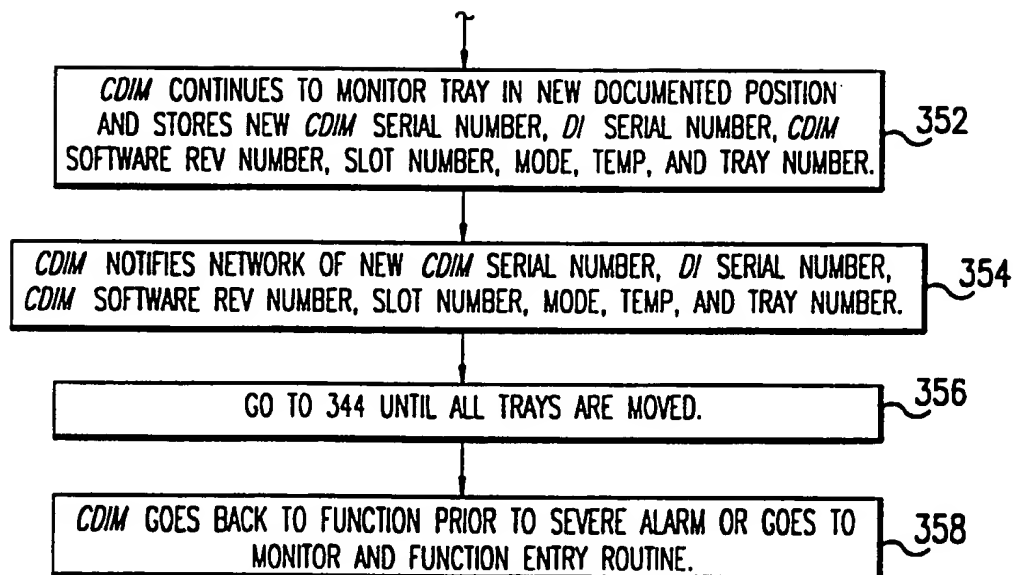 CDIM CONTINUES TO MONITOR TRAY IN NEW DOCUMENTED POSITION
AND STORES NEW CDIM SERIAL NUMBER, DI SERIAL NUMBER, CDIM
SOFTWARE REV NUMBER, SLOT NUMBER, MODE, TEMP, AND TRAY NUMBER.
352
CDIM NOTIFIES NETWORK OF NEW CDIM SERIAL NUMBER, DI SERIAL NUMBER,
CDIM SOFTWARE REV NUMBER, SLOT NUMBER, MODE, TEMP, AND TRAY NUMBER.
354
GO TO 344 UNTIL ALL TRAYS ARE MOVED.
356
CDIM GOES BACK TO FUNCTION PRIOR TO SEVERE ALARM OR GOES TO
MONITOR AND FUNCTION ENTRY ROUTINE.
358